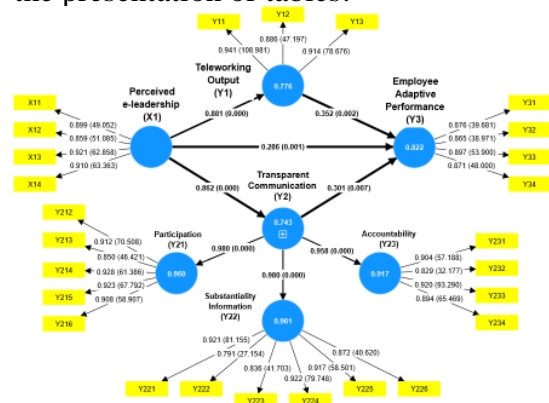 the presentation of tables.
Y11
Y12
Y13
0.941 (108.981)
0.886 (47.197)
0.914 (78.676)
Teleworking
Output
(Y1)
0.776
Perceived
e-leadership
(X1)
Employee
Adaptive
Performance
(Y3)
0.822
X11
X12
X13
X14
0.899 (49.052)
0.859 (51.085)
0.921 (62.858)
0.910 (63.363)
0.881 (0.000)
0.352 (0.002)
0.286 (0.001)
0.862 (0.000)
0.301 (0.007)
Y31
Y32
Y33
Y34
0.876 (39.681)
0.865 (38.971)
0.897 (53.900)
0.871 (48.000)
Transparent
Communication
(Y2)
0.743
Y212
Y213
Y214
Y215
Y216
0.912 (70.508)
0.850 (46.421)
0.928 (61.386)
0.923 (67.792)
0.908 (58.907)
Participation
(Y21)
0.960
0.980 (0.000)
0.958 (0.000)
0.980 (0.000)
Accountability
(Y23)
0.917
Y231
Y232
Y233
Y234
0.904 (57.188)
0.829 (32.177)
0.920 (93.290)
0.894 (65.469)
Substantiality
Information
(Y22)
0.961
0.921 (81.155)
0.791 (27.154)
0.836 (41.703)
0.922 (79.748)
0.917 (58.501)
0.872 (40.620)
Y221
Y222
Y223
Y224
Y225
Y226